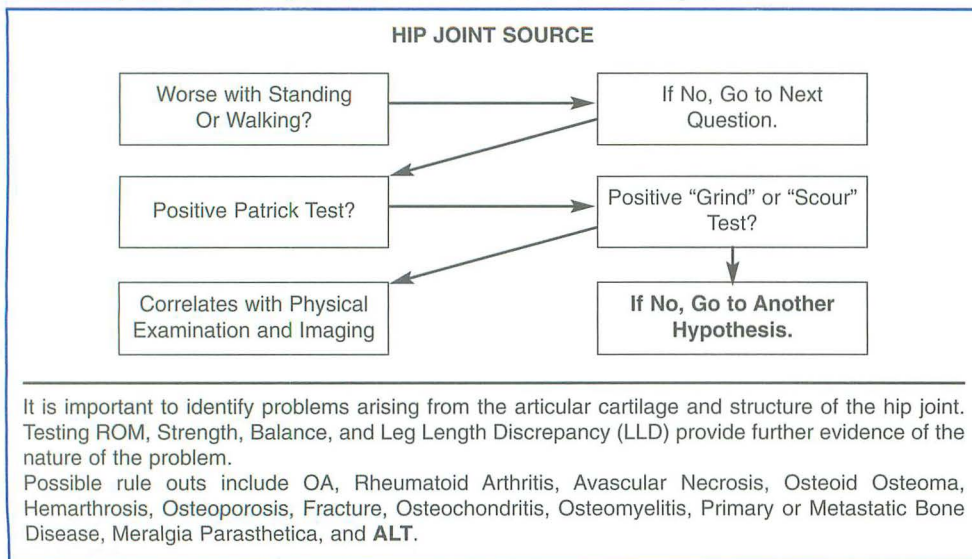 HIP JOINT SOURCE
Worse with Standing
Or Walking?
If No, Go to Next
Question.
Positive Patrick Test?
Positive “Grind” or “Scour”
Test?
Correlates with Physical
Examination and Imaging
If No, Go to Another
Hypothesis.
It is important to identify problems arising from the articular cartilage and structure of the hip joint.
Testing ROM, Strength, Balance, and Leg Length Discrepancy (LLD) provide further evidence of the
nature of the problem.
Possible rule outs include OA, Rheumatoid Arthritis, Avascular Necrosis, Osteoid Osteoma,
Hemarthrosis, Osteoporosis, Fracture, Osteochondritis, Osteomyelitis, Primary or Metastatic Bone
Disease, Meralgia Parasthetica, and ALT.